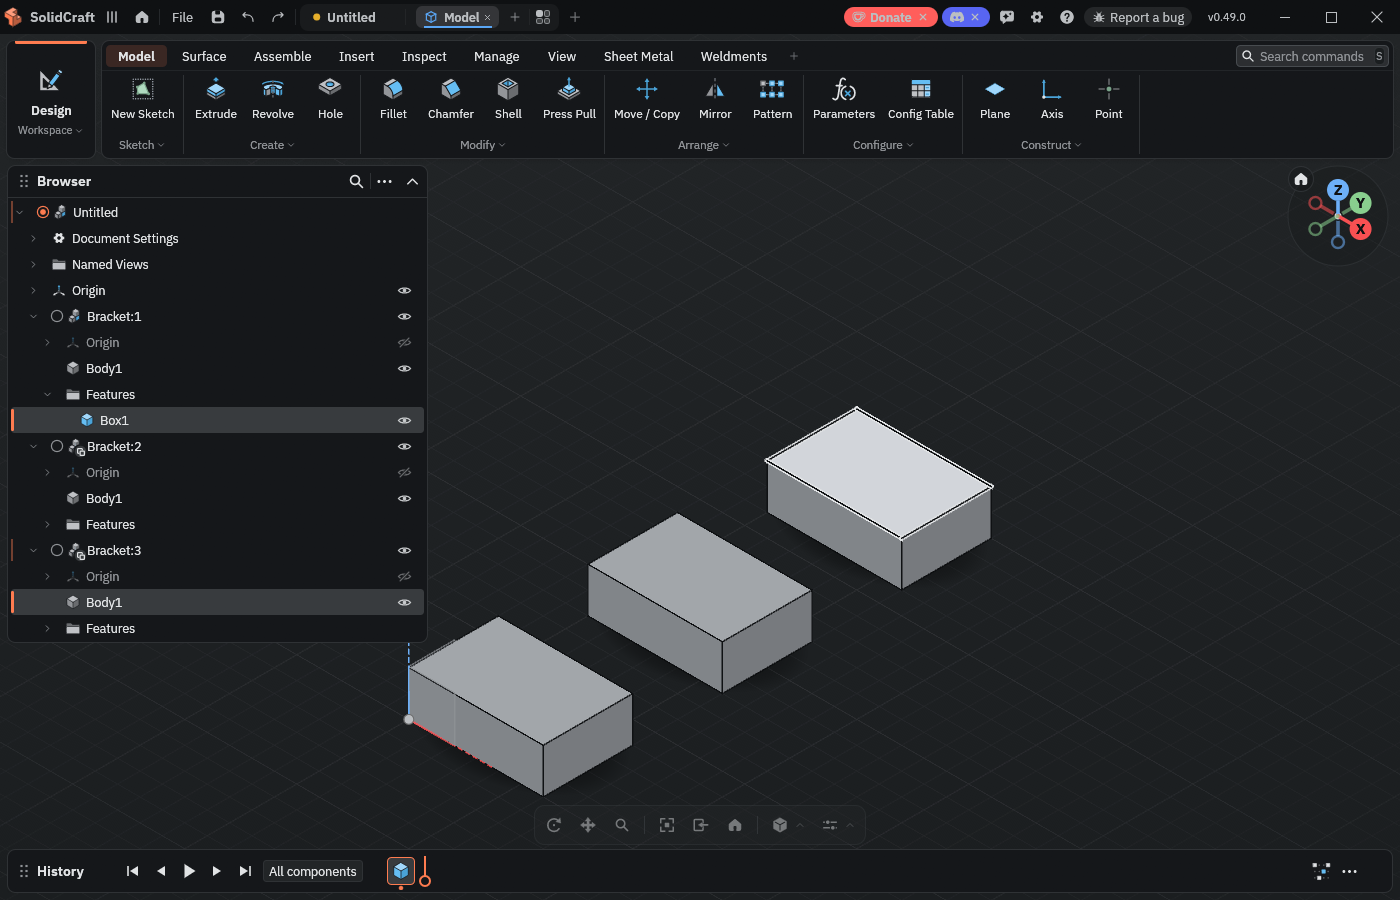 SolidCraft
File
Untitled
Model
Donate
Report a bug
v0.49.0
Design
Workspace
Model
Surface
Assemble
Insert
Inspect
Manage
View
Sheet Metal
Weldments
Search commands
S
New Sketch
Extrude
Revolve
Hole
Fillet
Chamfer
Shell
Press Pull
Move / Copy
Mirror
Pattern
Parameters
Config Table
Plane
Axis
Point
Sketch
Create
Modify
Arrange
Configure
Construct
Browser
Untitled
Document Settings
Named Views
Origin
Bracket:1
Origin
Body1
Features
Box1
Bracket:2
Origin
Body1
Features
Bracket:3
Origin
Body1
Features
Z
Y
X
History
All components